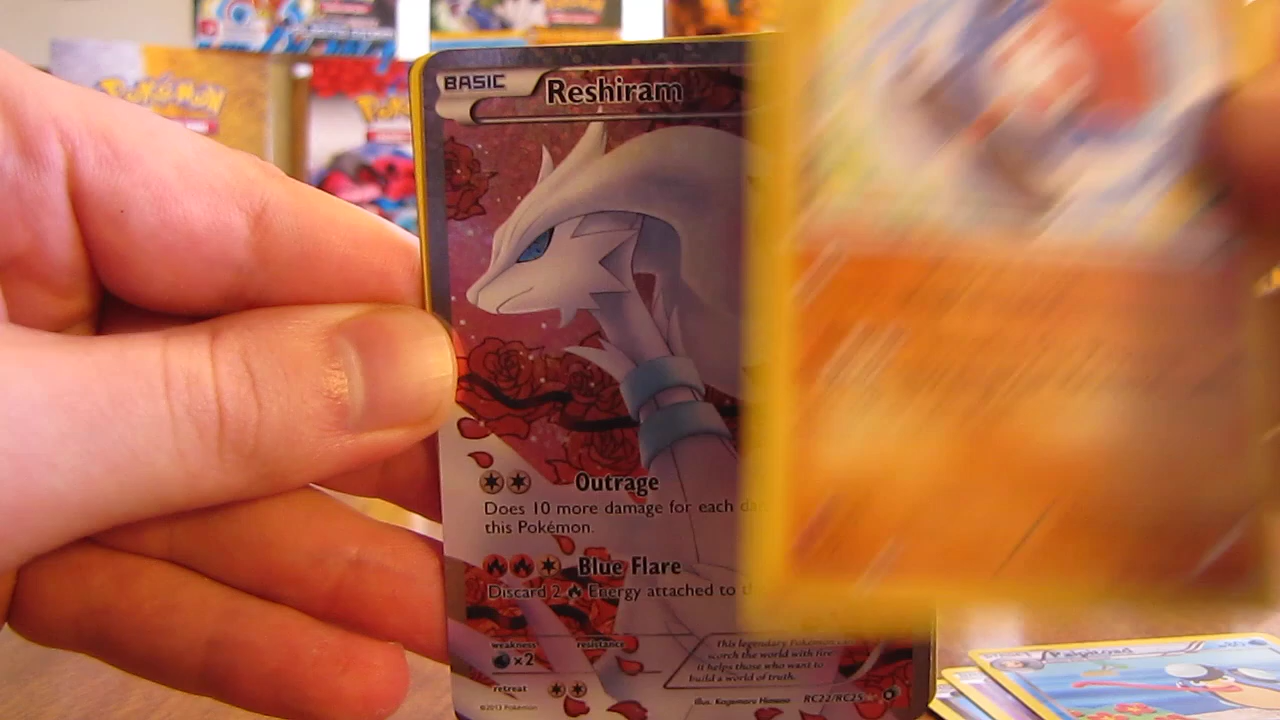 POKÉMON
BASIC
Reshiram
Outrage
Does 10 more damage for each
this Pokémon.
Blue Flare
Discard 2 Energy attached to
weakness
resistance
×2
This legendary Pokémon
scorch the world with fire
it helps those who want to
build a world of truth.
retreat
©2013 Pokémon
Illus. Kagemaru Himeno
RC22/RC25
Palpitoad